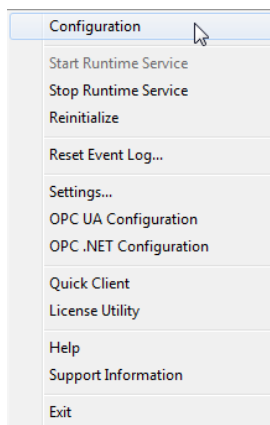 Configuration
Start Runtime Service
Stop Runtime Service
Reinitialize
Reset Event Log...
Settings...
OPC UA Configuration
OPC .NET Configuration
Quick Client
License Utility
Help
Support Information
Exit